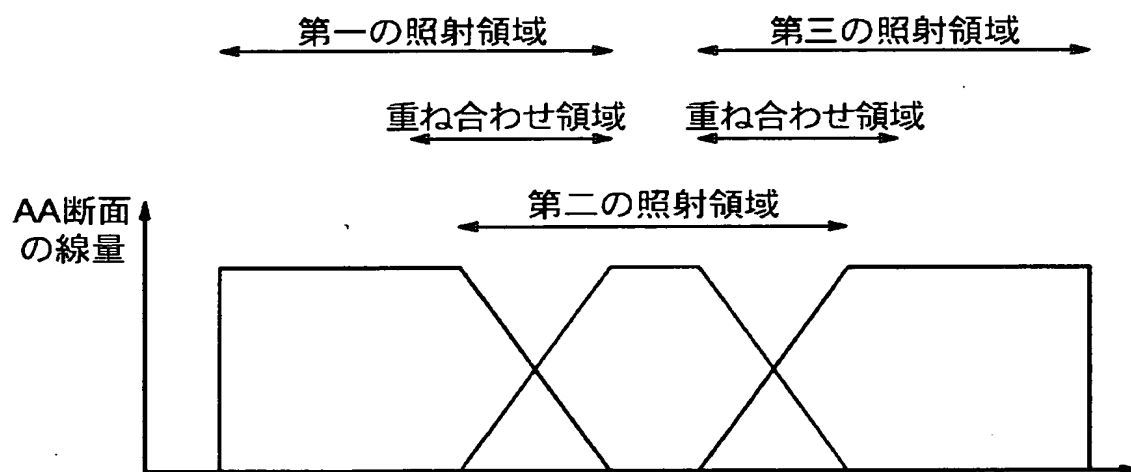 第一の照射領域
第三の照射領域
重ね合わせ領域
重ね合わせ領域
第二の照射領域
AA断面
の線量